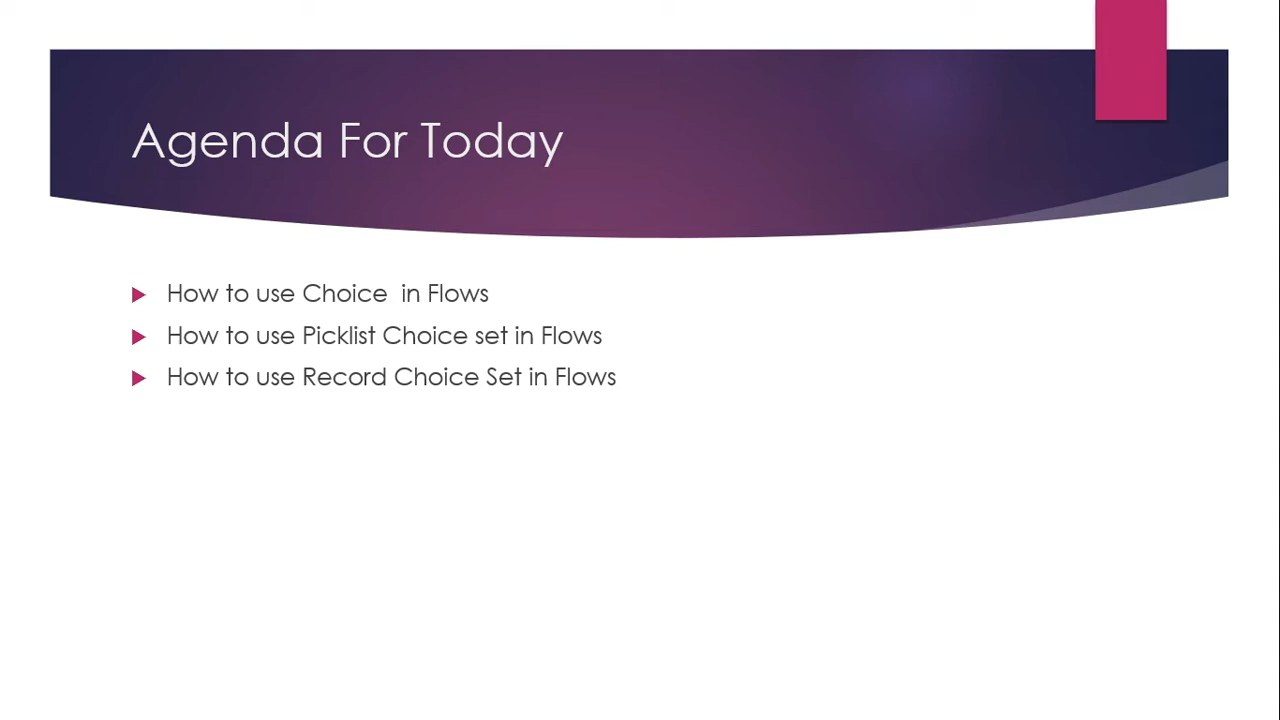 Agenda For Today
How to use Choice  in Flows
How to use Picklist Choice set in Flows
How to use Record Choice Set in Flows